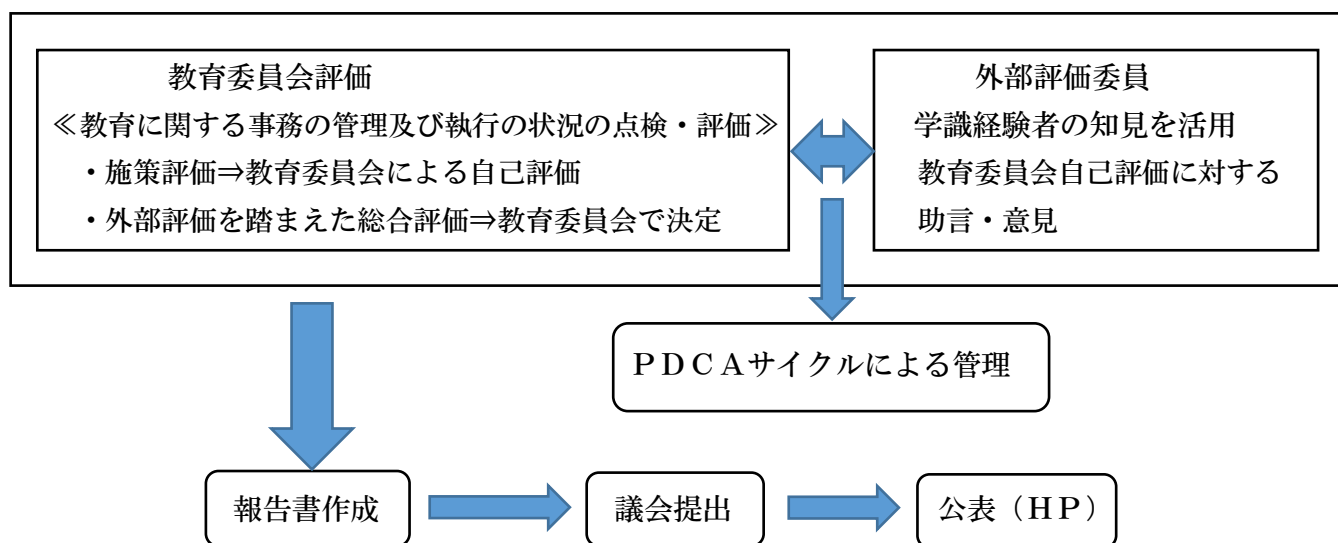 教育委員会評価
≪教育に関する事務の管理及び執行の状況の点検・評価≫
・施策評価⇒教育委員会による自己評価
・外部評価を踏まえた総合評価⇒教育委員会で決定
外部評価委員
学識経験者の知見を活用
教育委員会自己評価に対する
助言・意見
ＰＤＣＡサイクルによる管理
報告書作成
議会提出
公表（ＨＰ）